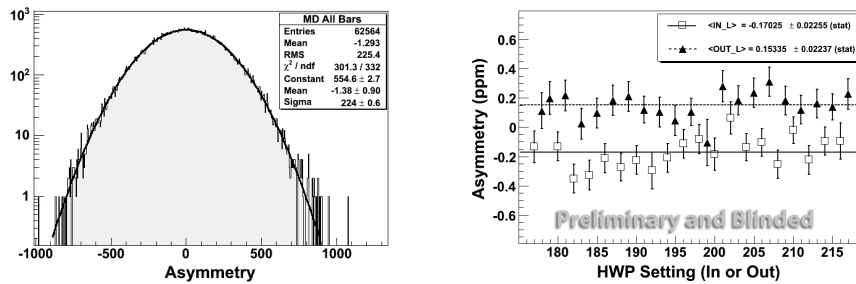 MD All Bars
Entries 62564
Mean -1.293
RMS 225.4
χ² / ndf 301.3 / 332
Constant 554.6 ± 2.7
Mean -1.38 ± 0.90
Sigma 224 ± 0.6
10³
10²
10
1
-1000 -500 0 500 1000
Asymmetry
<IN_L> = -0.17025 ± 0.02255 (stat)
<OUT_L> = 0.15335 ± 0.02237 (stat)
Asymmetry (ppm)
0.6
0.4
0.2
0
-0.2
-0.4
-0.6
Preliminary and Blinded
180 185 190 195 200 205 210 215
HWP Setting (In or Out)